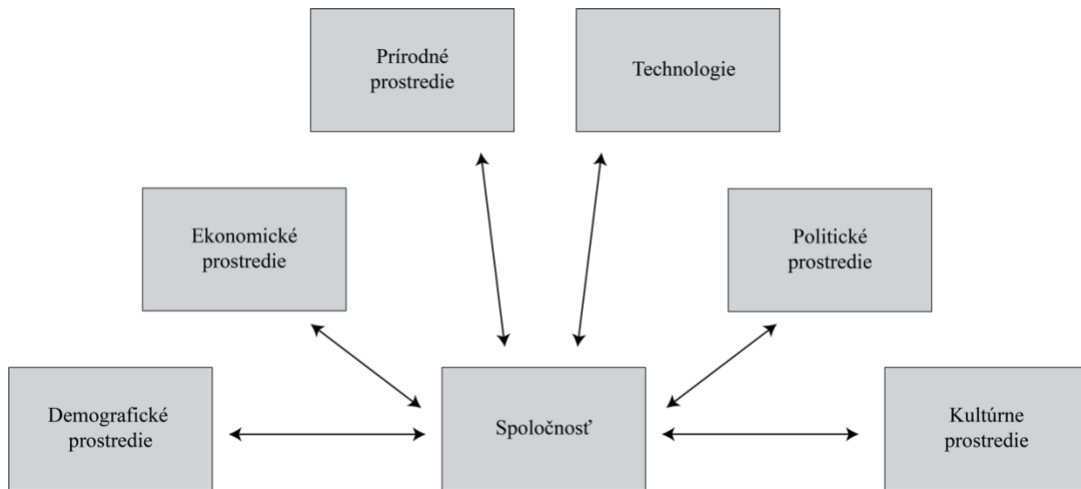 Prírodné
prostredie
Technologie
Ekonomické
prostredie
Politické
prostredie
Demografické
prostredie
Spoločnosť
Kultúrne
prostredie